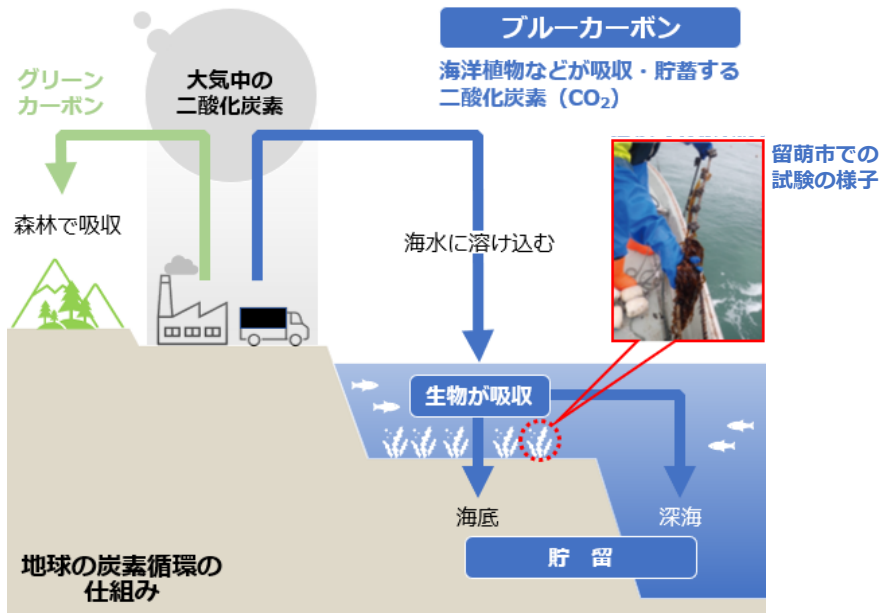 ブルーカーボン
海洋植物などが吸収・貯蓄する
二酸化炭素（CO₂）
グリーン
カーボン
大気中の
二酸化炭素
留萌市での
試験の様子
森林で吸収
海水に溶け込む
生物が吸収
海底
深海
貯 留
地球の炭素循環の
仕組み